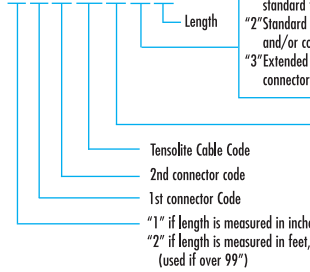 Length
standard
"2"Standard
and/or
"3"Extended
connector
Tensolite Cable Code
2nd connector code
1st connector Code
"1" if length is measured in
"2" if length is measured in feet,
(used if over 99")